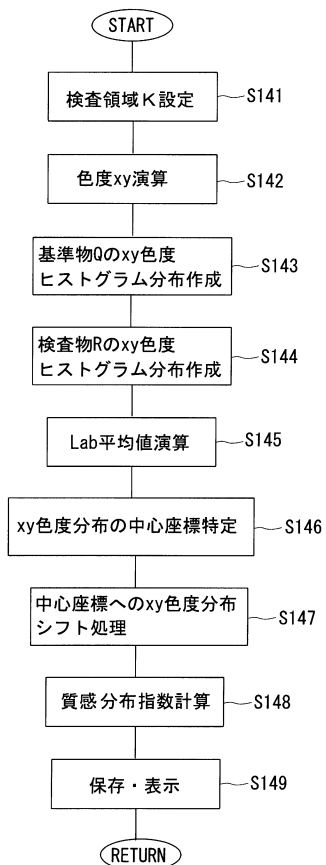 START
検査領域K設定
S141
色度xy演算
S142
基準物Qのxy色度
ヒストグラム分布作成
S143
検査物Rのxy色度
ヒストグラム分布作成
S144
Lab平均値演算
S145
xy色度分布の中心座標特定
S146
中心座標へのxy色度分布
シフト処理
S147
質感分布指数計算
S148
保存・表示
S149
RETURN